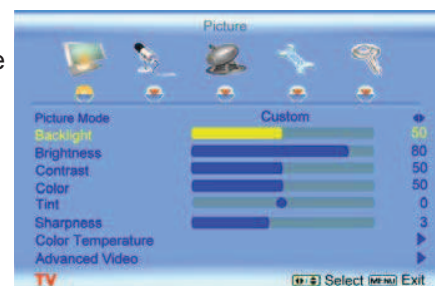 e
Picture
Picture Mode Custom
Backlight 50
Brightness 80
Contrast 50
Color 50
Tint 0
Sharpness 3
Color Temperature
Advanced Video
TV Select MENU Exit